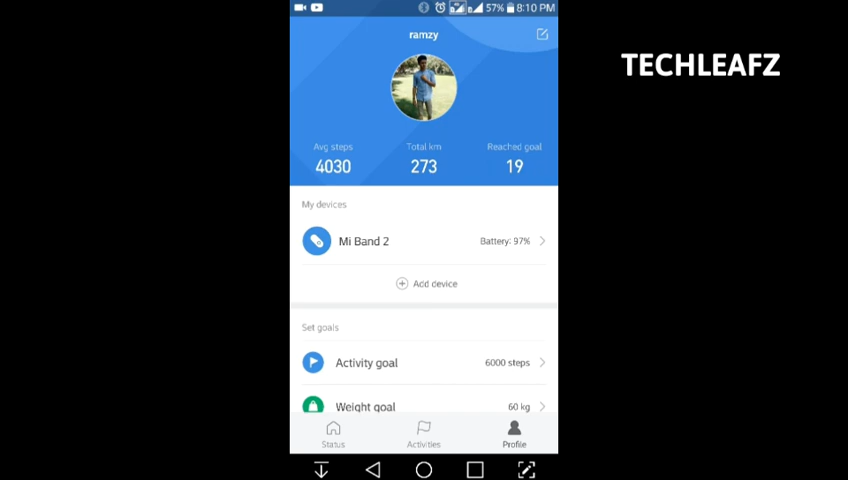 57% 8:10 PM
ramzy
TECHLEAFZ
Avg steps Total km Reached goal
4030 273 19
My devices
Mi Band 2 Battery: 97%
Add device
Set goals
Activity goal 6000 steps
Weight goal 60 kg
Status Activities Profile